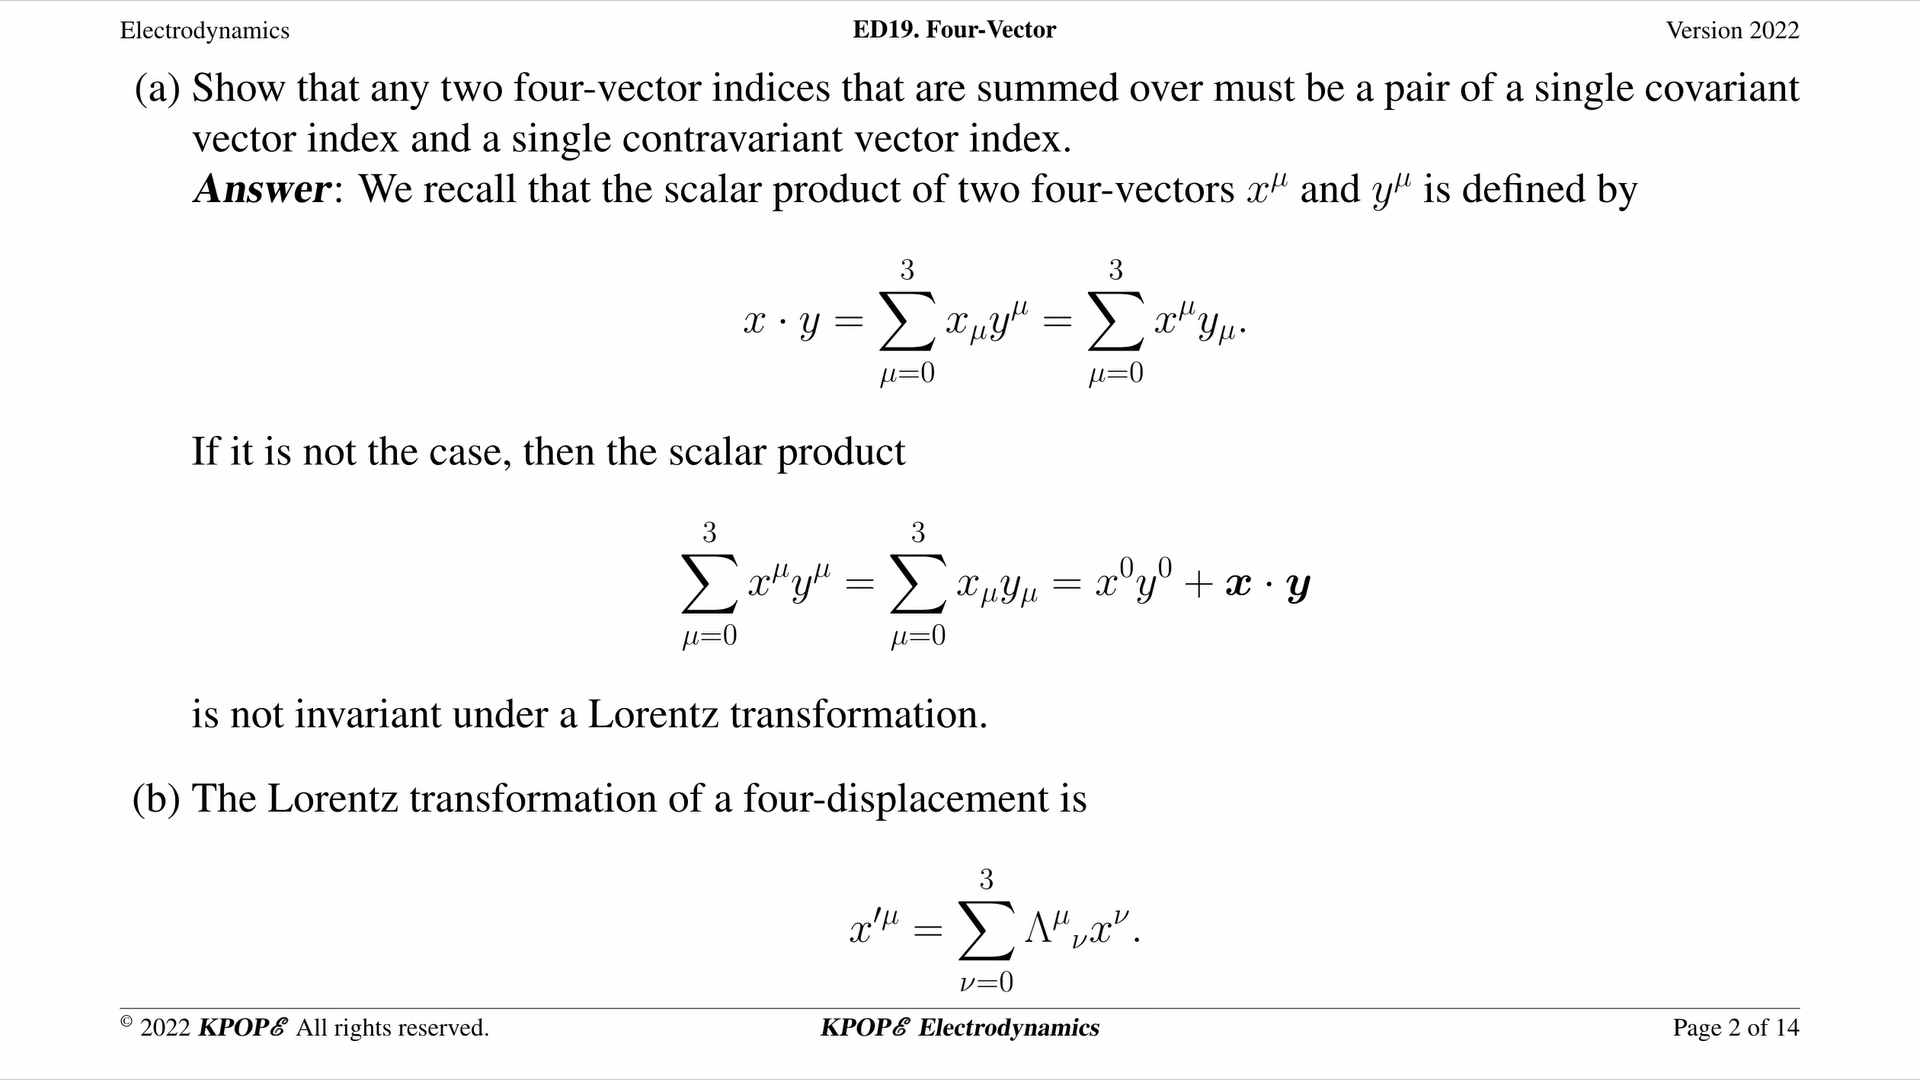 Electrodynamics ED19. Four-Vector Version 2022
(a) Show that any two four-vector indices that are summed over must be a pair of a single covariant
vector index and a single contravariant vector index.
Answer: We recall that the scalar product of two four-vectors x^μ and y^μ is defined by
x · y = ∑_{μ=0}^{3} x_μ y^μ = ∑_{μ=0}^{3} x^μ y_μ.
If it is not the case, then the scalar product
∑_{μ=0}^{3} x^μ y^μ = ∑_{μ=0}^{3} x_μ y_μ = x^0 y^0 + x · y
is not invariant under a Lorentz transformation.
(b) The Lorentz transformation of a four-displacement is
x'^μ = ∑_{ν=0}^{3} Λ^μ_ν x^ν.
© 2022 KPOPE All rights reserved. KPOPE Electrodynamics Page 2 of 14